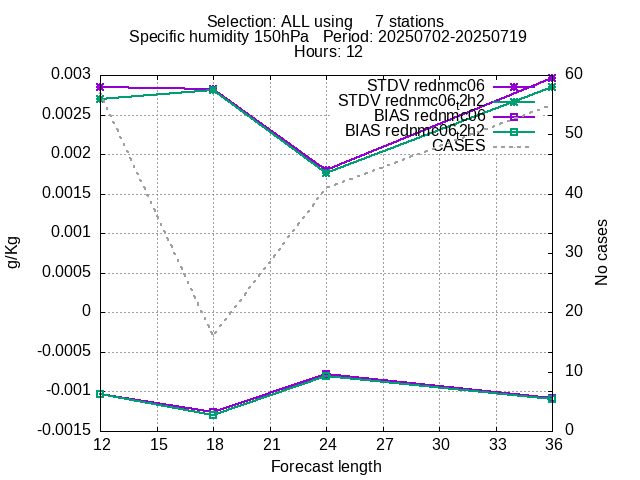 Selection: ALL using     7 stations
Specific humidity 150hPa   Period: 20250702-20250719
Hours: 12
0.003
0.0025
0.002
0.0015
0.001
0.0005
0
-0.0005
-0.001
-0.0015
g/Kg
STDV rednmc06
STDV rednmc06t2h2
BIAS rednmc06
BIAS rednmc06t2h2
CASES
60
50
40
30
20
10
0
No cases
12 15 18 21 24 27 30 33 36
Forecast length